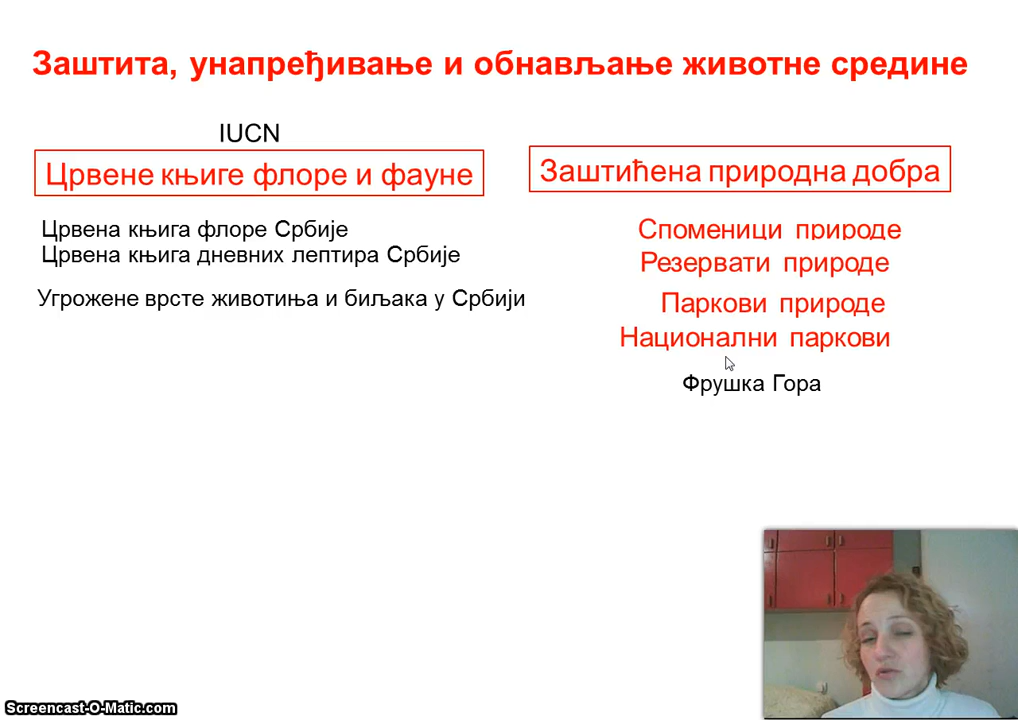 Заштита, унапређивање и обнављање животне средине
IUCN
Црвене књиге флоре и фауне
Црвена књига флоре Србије
Црвена књига дневних лептира Србије
Угрожене врсте животиња и биљака у Србији
Заштићена природна добра
Споменици природе
Резервати природе
Паркови природе
Национални паркови
Фрушка Гора
Screencast-O-Matic.com